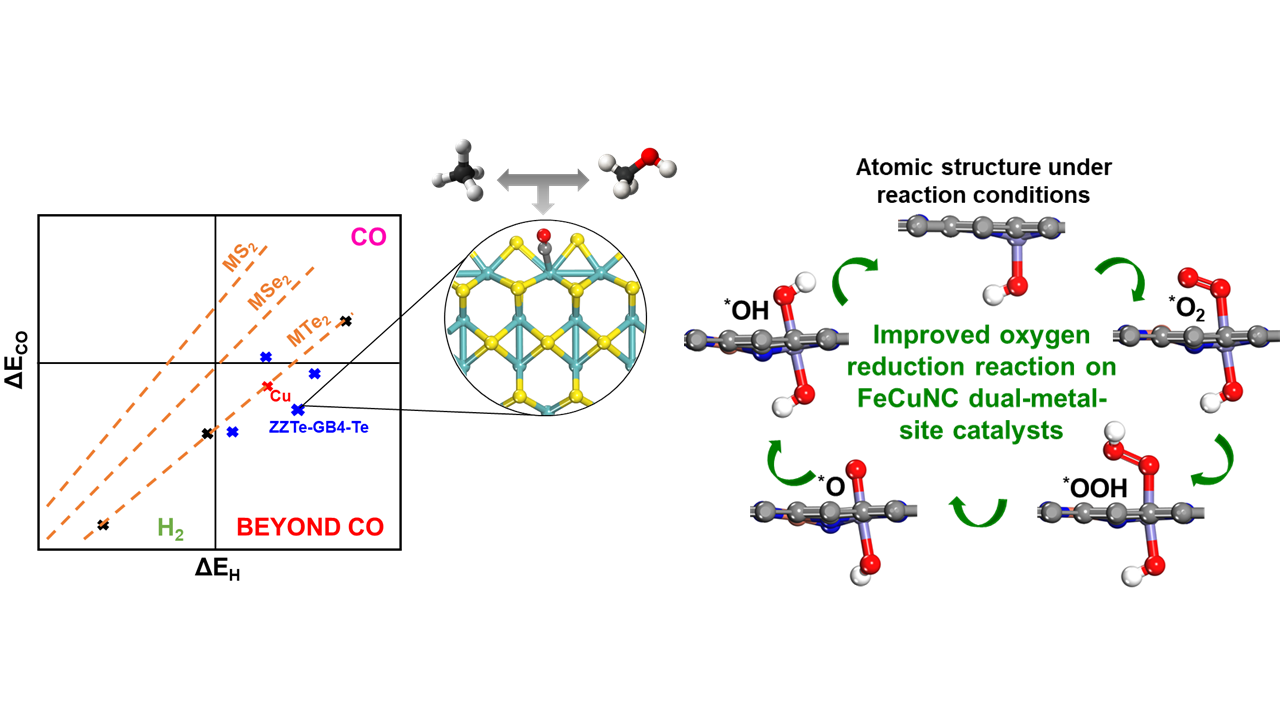 CO
MS2
MSe2
MTe2
ΔECO
Cu
ZZTe-GB4-Te
H2
BEYOND CO
ΔEH
Atomic structure under
reaction conditions
*OH
*O2
Improved oxygen
reduction reaction on
FeCuNC dual-metal-
site catalysts
*O
*OOH